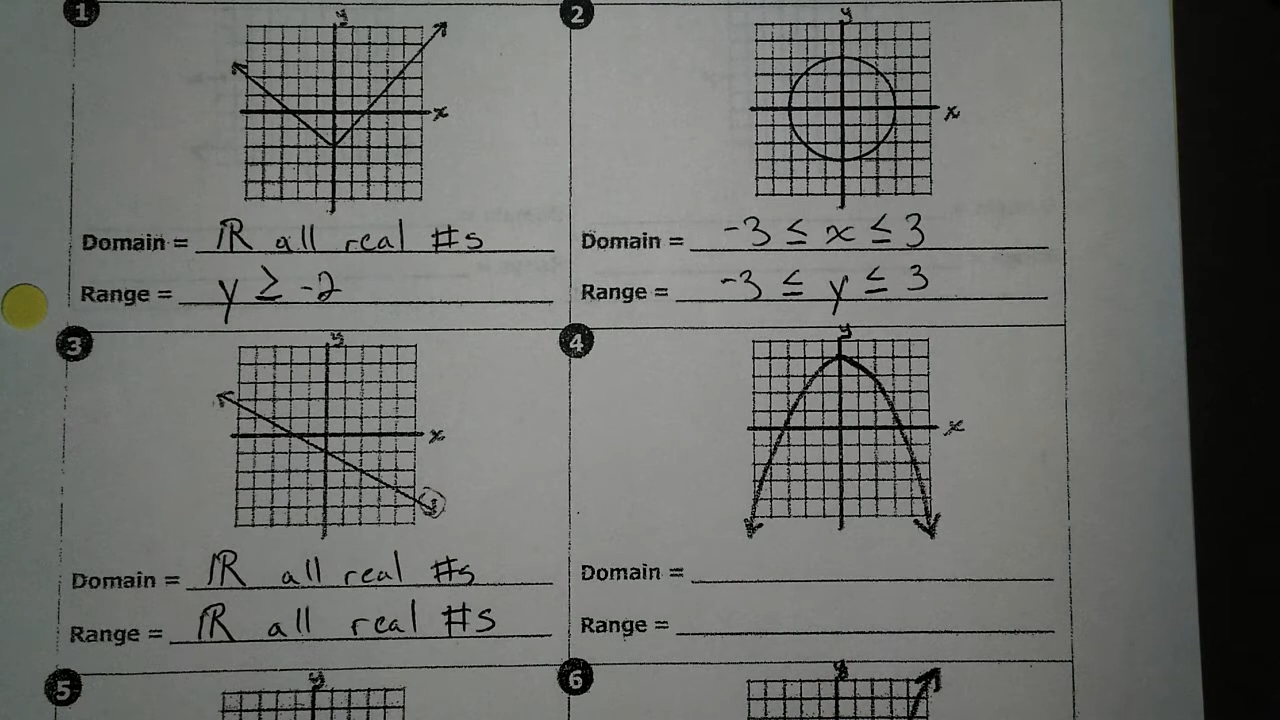 1
y
x
Domain = ℝ all real #s
Range = y ≥ -2
2
y
x
Domain = -3 ≤ x ≤ 3
Range = -3 ≤ y ≤ 3
3
y
x
Domain = ℝ all real #s
Range = ℝ all real #s
4
y
x
Domain =
Range =
5
y
6
y